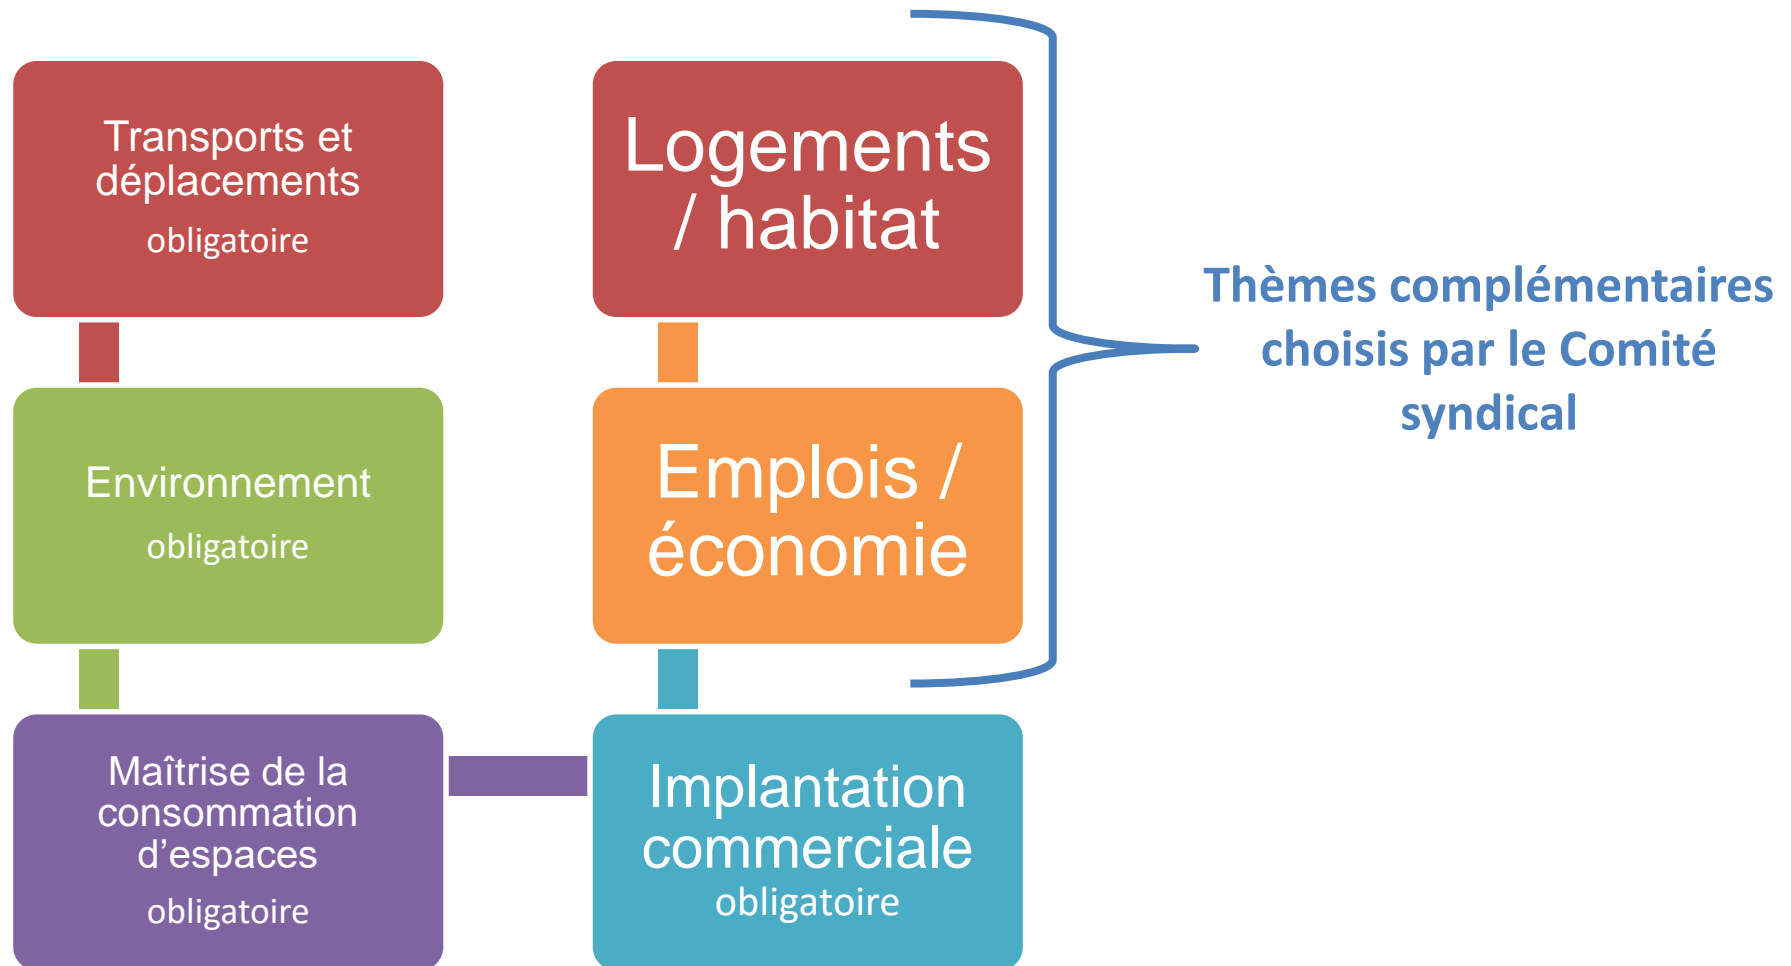 Transports et
déplacements
obligatoire
Environnement
obligatoire
Maîtrise de la
consommation
d’espaces
obligatoire
Implantation
commerciale
obligatoire
Emplois /
économie
Logements
/ habitat
Thèmes complémentaires
choisis par le Comité
syndical